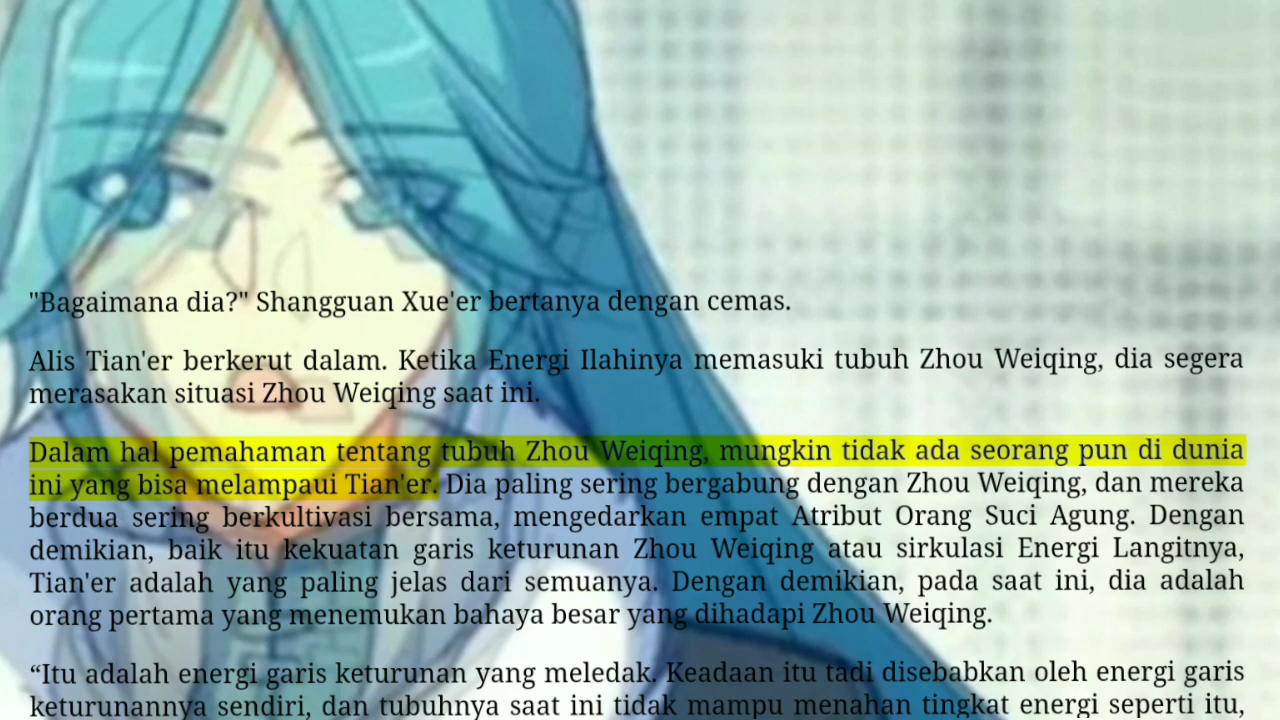 "Bagaimana dia?" Shangguan Xue'er bertanya dengan cemas.
Alis Tian'er berkerut dalam. Ketika Energi Ilahinya memasuki tubuh Zhou Weiqing, dia segera
merasakan situasi Zhou Weiqing saat ini.
Dalam hal pemahaman tentang tubuh Zhou Weiqing, mungkin tidak ada seorang pun di dunia
ini yang bisa melampaui Tian'er. Dia paling sering bergabung dengan Zhou Weiqing, dan mereka
berdua sering berkultivasi bersama, mengedarkan empat Atribut Orang Suci Agung. Dengan
demikian, baik itu kekuatan garis keturunan Zhou Weiqing atau sirkulasi Energi Langitnya,
Tian'er adalah yang paling jelas dari semuanya. Dengan demikian, pada saat ini, dia adalah
orang pertama yang menemukan bahaya besar yang dihadapi Zhou Weiqing.
“Itu adalah energi garis keturunan yang meledak. Keadaan itu tadi disebabkan oleh energi garis
keturunannya sendiri, dan tubuhnya saat ini tidak mampu menahan tingkat energi seperti itu,